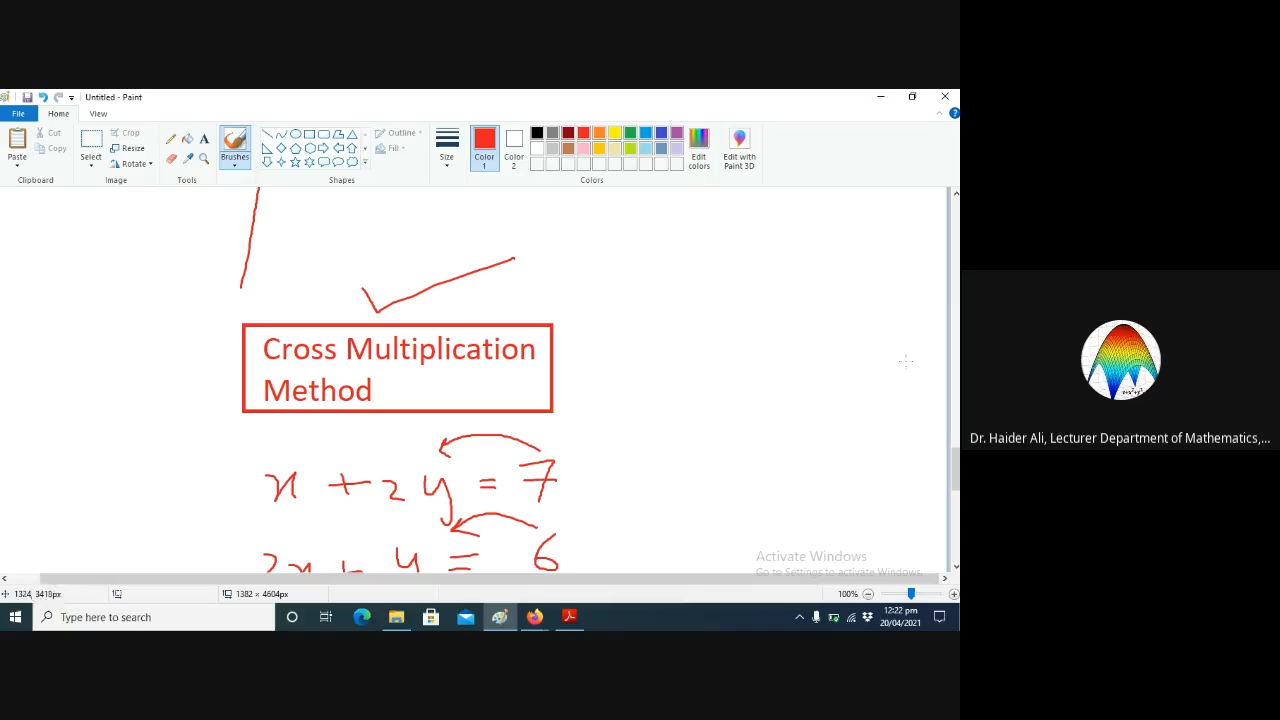 Untitled - Paint
File Home View
Paste
Cut
Copy
Clipboard
Select
Crop
Resize
Rotate
Image
Tools
Brushes
Outline
Fill
Shapes
Size
Color 1
Color 2
Edit colors
Edit with Paint 3D
Colors
Cross Multiplication
Method
x + 2y = 7
2x + y = 6
Dr. Haider Ali, Lecturer Department of Mathematics,...
Activate Windows
Go to Settings to activate Windows.
1324, 3418px
1382 × 4604px
100%
Type here to search
12:22 pm
20/04/2021